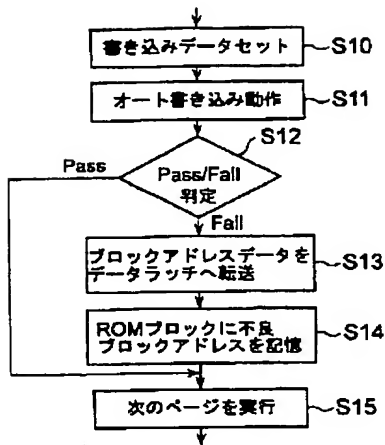 書き込みデータセット
S10
オート書き込み動作
S11
S12
Pass
Pass/Fail
判定
Fail
ブロックアドレスデータを
データラッチへ転送
S13
ROMブロックに不良
ブロックアドレスを記憶
S14
次のページを実行
S15